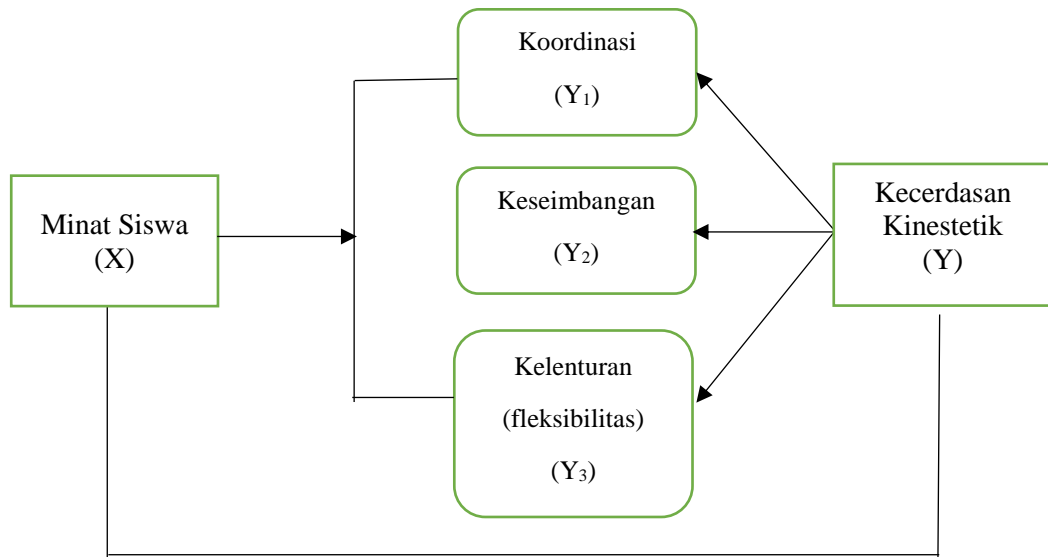 Minat Siswa
(X)
Koordinasi
(Y₁)
Keseimbangan
(Y₂)
Kelenturan
(fleksibilitas)
(Y₃)
Kecerdasan
Kinestetik
(Y)